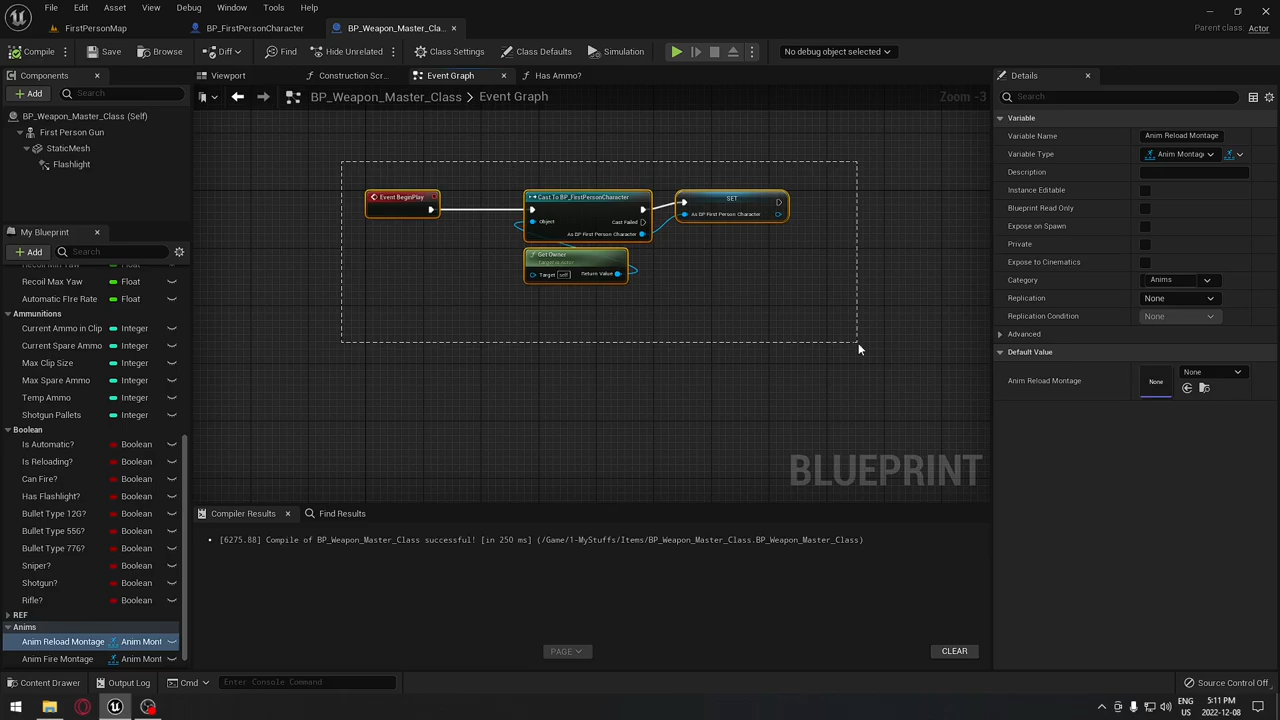 File Edit Asset View Debug Window Tools Help
FirstPersonMap BP_FirstPersonCharacter BP_Weapon_Master_Cla...
Parent class: Actor
Compile Save Browse Diff Find Hide Unrelated Class Settings Class Defaults Simulation No debug object selected
Components
Viewport Construction Scr... Event Graph Has Ammo?
Details
Add Search
BP_Weapon_Master_Class > Event Graph
Zoom -3
Search
BP_Weapon_Master_Class (Self)
First Person Gun
StaticMesh
Flashlight
My Blueprint
Add Search
Recoil Max Yaw Float
Automatic FIre Rate Float
Ammunitions
Current Ammo in Clip Integer
Current Spare Ammo Integer
Max Clip Size Integer
Max Spare Ammo Integer
Temp Ammo Integer
Shotgun Pallets Integer
Boolean
Is Automatic? Boolean
Is Reloading? Boolean
Can Fire? Boolean
Has Flashlight? Boolean
Bullet Type 12G? Boolean
Bullet Type 556? Boolean
Bullet Type 776? Boolean
Sniper? Boolean
Shotgun? Boolean
Rifle? Boolean
REF
Anims
Anim Reload Montage Anim Mont
Anim Fire Montage Anim Mont
Event BeginPlay
Cast To BP_FirstPersonCharacter
Object
Cast Failed
As BP First Person Character
SET
As BP First Person Character
Get Owner
Target is Actor
Target self Return Value
BLUEPRINT
Variable
Variable Name Anim Reload Montage
Variable Type Anim Montag
Description
Instance Editable
Blueprint Read Only
Expose on Spawn
Private
Expose to Cinematics
Category Anims
Replication None
Replication Condition None
Advanced
Default Value
Anim Reload Montage None None
Compiler Results Find Results
[6275.88] Compile of BP_Weapon_Master_Class successful! [in 250 ms] (/Game/1-MyStuffs/Items/BP_Weapon_Master_Class.BP_Weapon_Master_Class)
PAGE
CLEAR
Content Drawer Output Log Cmd Enter Console Command
Source Control Off
ENG
US
5:11 PM
2022-12-08